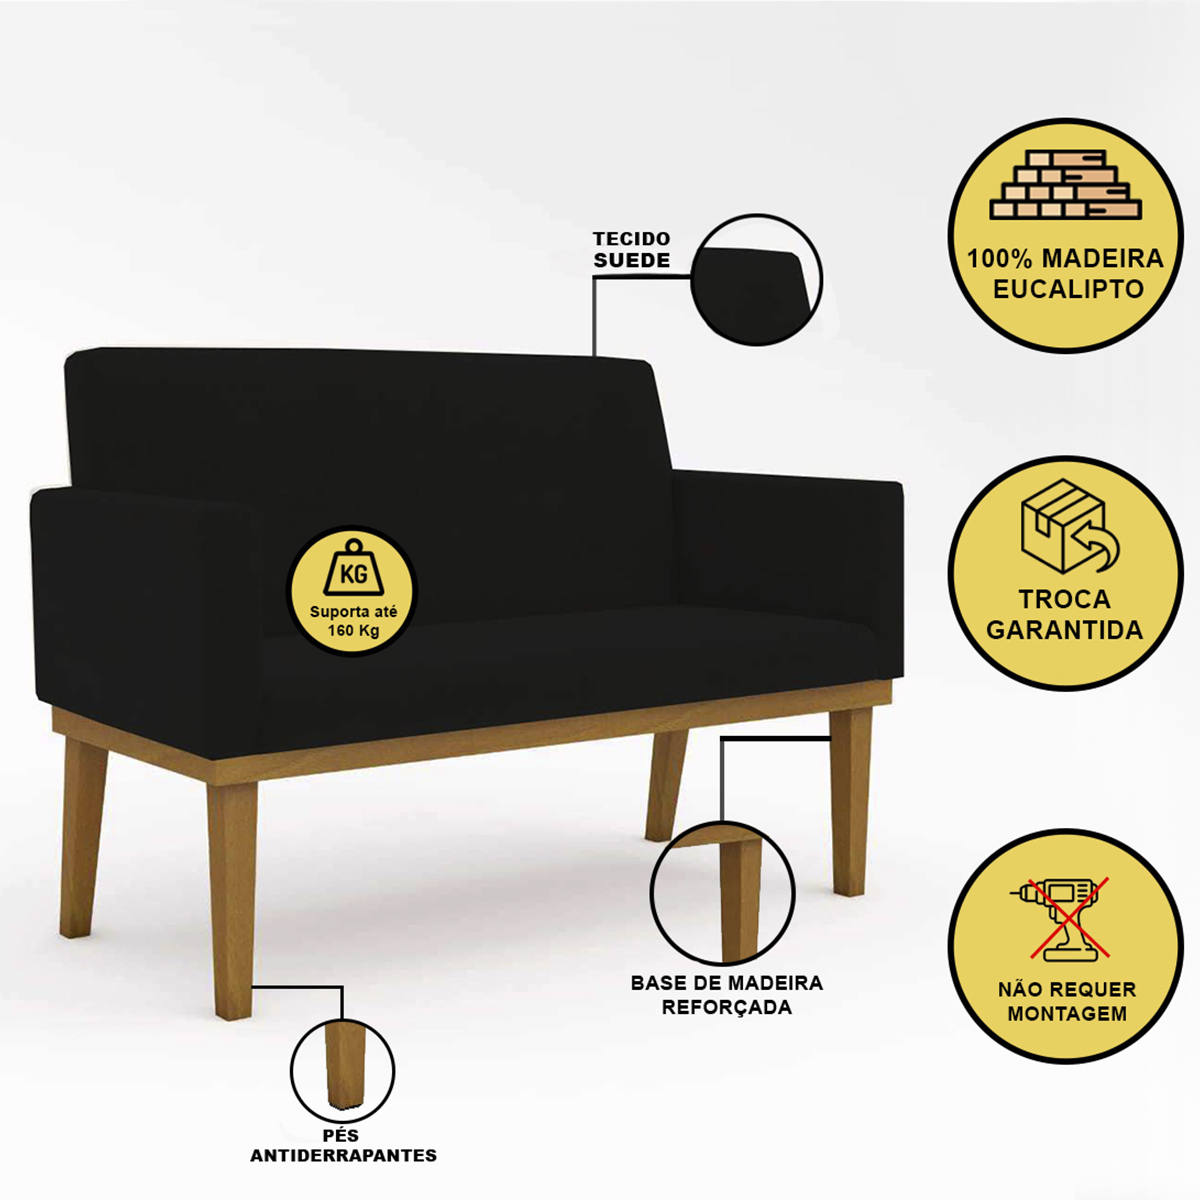 TECIDO
SUEDE
100% MADEIRA
EUCALIPTO
KG
Suporta até
160 Kg
TROCA
GARANTIDA
BASE DE MADEIRA
REFORÇADA
NÃO REQUER
MONTAGEM
PÉS
ANTIDERRAPANTES